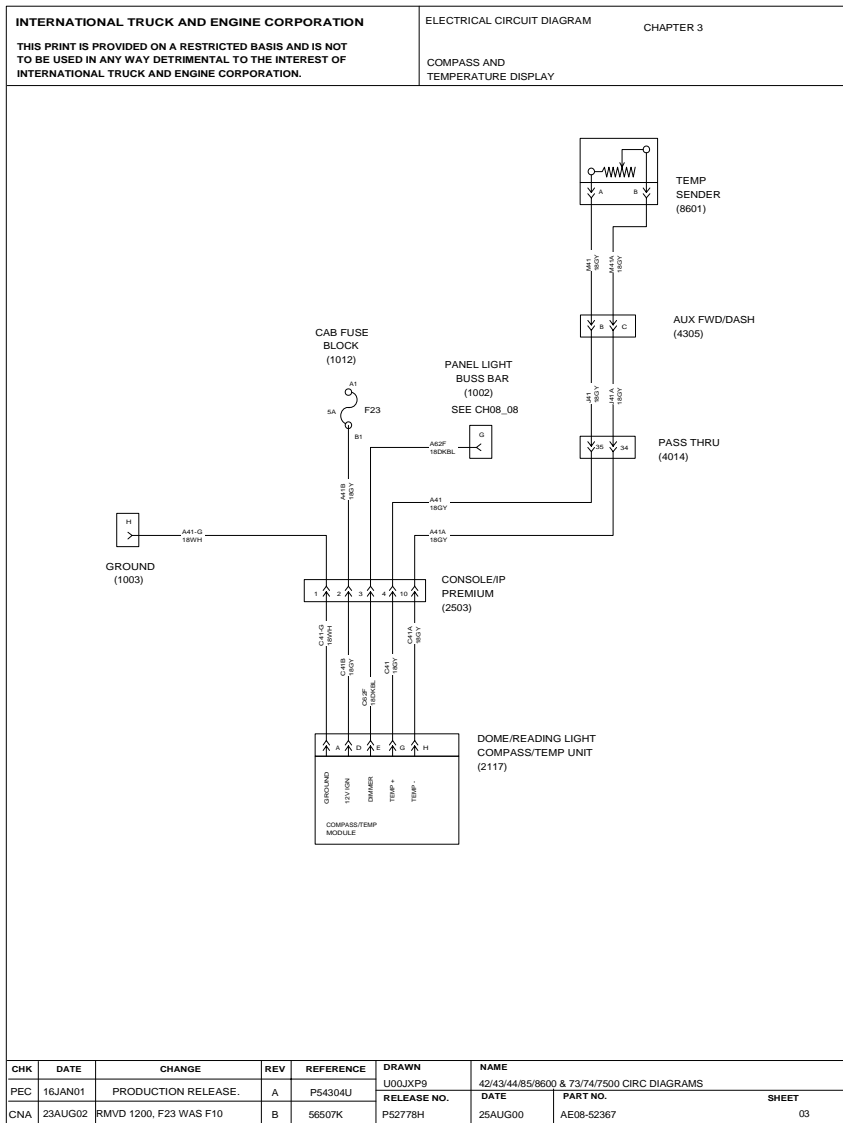 INTERNATIONAL TRUCK AND ENGINE CORPORATION
THIS PRINT IS PROVIDED ON A RESTRICTED BASIS AND IS NOT
TO BE USED IN ANY WAY DETRIMENTAL TO THE INTEREST OF
INTERNATIONAL TRUCK AND ENGINE CORPORATION.
ELECTRICAL CIRCUIT DIAGRAM
CHAPTER 3
COMPASS AND
TEMPERATURE DISPLAY
A B
TEMP
SENDER
(8601)
M41
18GY
M41A
18GY
B C
AUX FWD/DASH
(4305)
J41
18GY
J41A
18GY
35 34
PASS THRU
(4014)
CAB FUSE
BLOCK
(1012)
A1
5A F23
B1
PANEL LIGHT
BUSS BAR
(1002)
SEE CH08_08
G
A62F
18DKBL
A41B
18GY
A41
18GY
A41A
18GY
H
A41-G
18WH
GROUND
(1003)
1 2 3 4 10
CONSOLE/IP
PREMIUM
(2503)
C41-G
18WH
C41B
18GY
C62F
18DKBL
C41
18GY
C41A
18GY
A D E G H
DOME/READING LIGHT
COMPASS/TEMP UNIT
(2117)
GROUND
12V IGN
DIMMER
TEMP +
TEMP -
COMPASS/TEMP
MODULE
CHK DATE CHANGE REV REFERENCE DRAWN NAME
U00JXP9 42/43/44/85/8600 & 73/74/7500 CIRC DIAGRAMS
PEC 16JAN01 PRODUCTION RELEASE. A P54304U RELEASE NO. DATE PART NO. SHEET
CNA 23AUG02 RMVD 1200, F23 WAS F10 B 56507K P52778H 25AUG00 AE08-52367 03